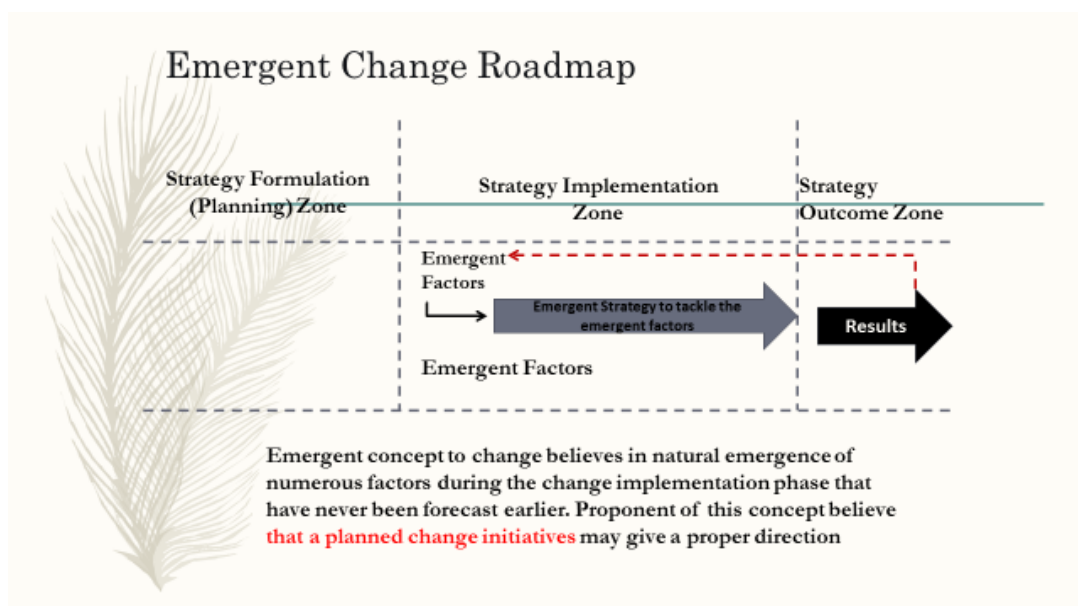 Emergent Change Roadmap
Strategy Formulation
(Planning) Zone
Strategy Implementation
Zone
Strategy
Outcome Zone
Emergent
Factors
Emergent Strategy to tackle the
emergent factors
Results
Emergent Factors
Emergent concept to change believes in natural emergence of
numerous factors during the change implementation phase that
have never been forecast earlier. Proponent of this concept believe
that a planned change initiatives may give a proper direction